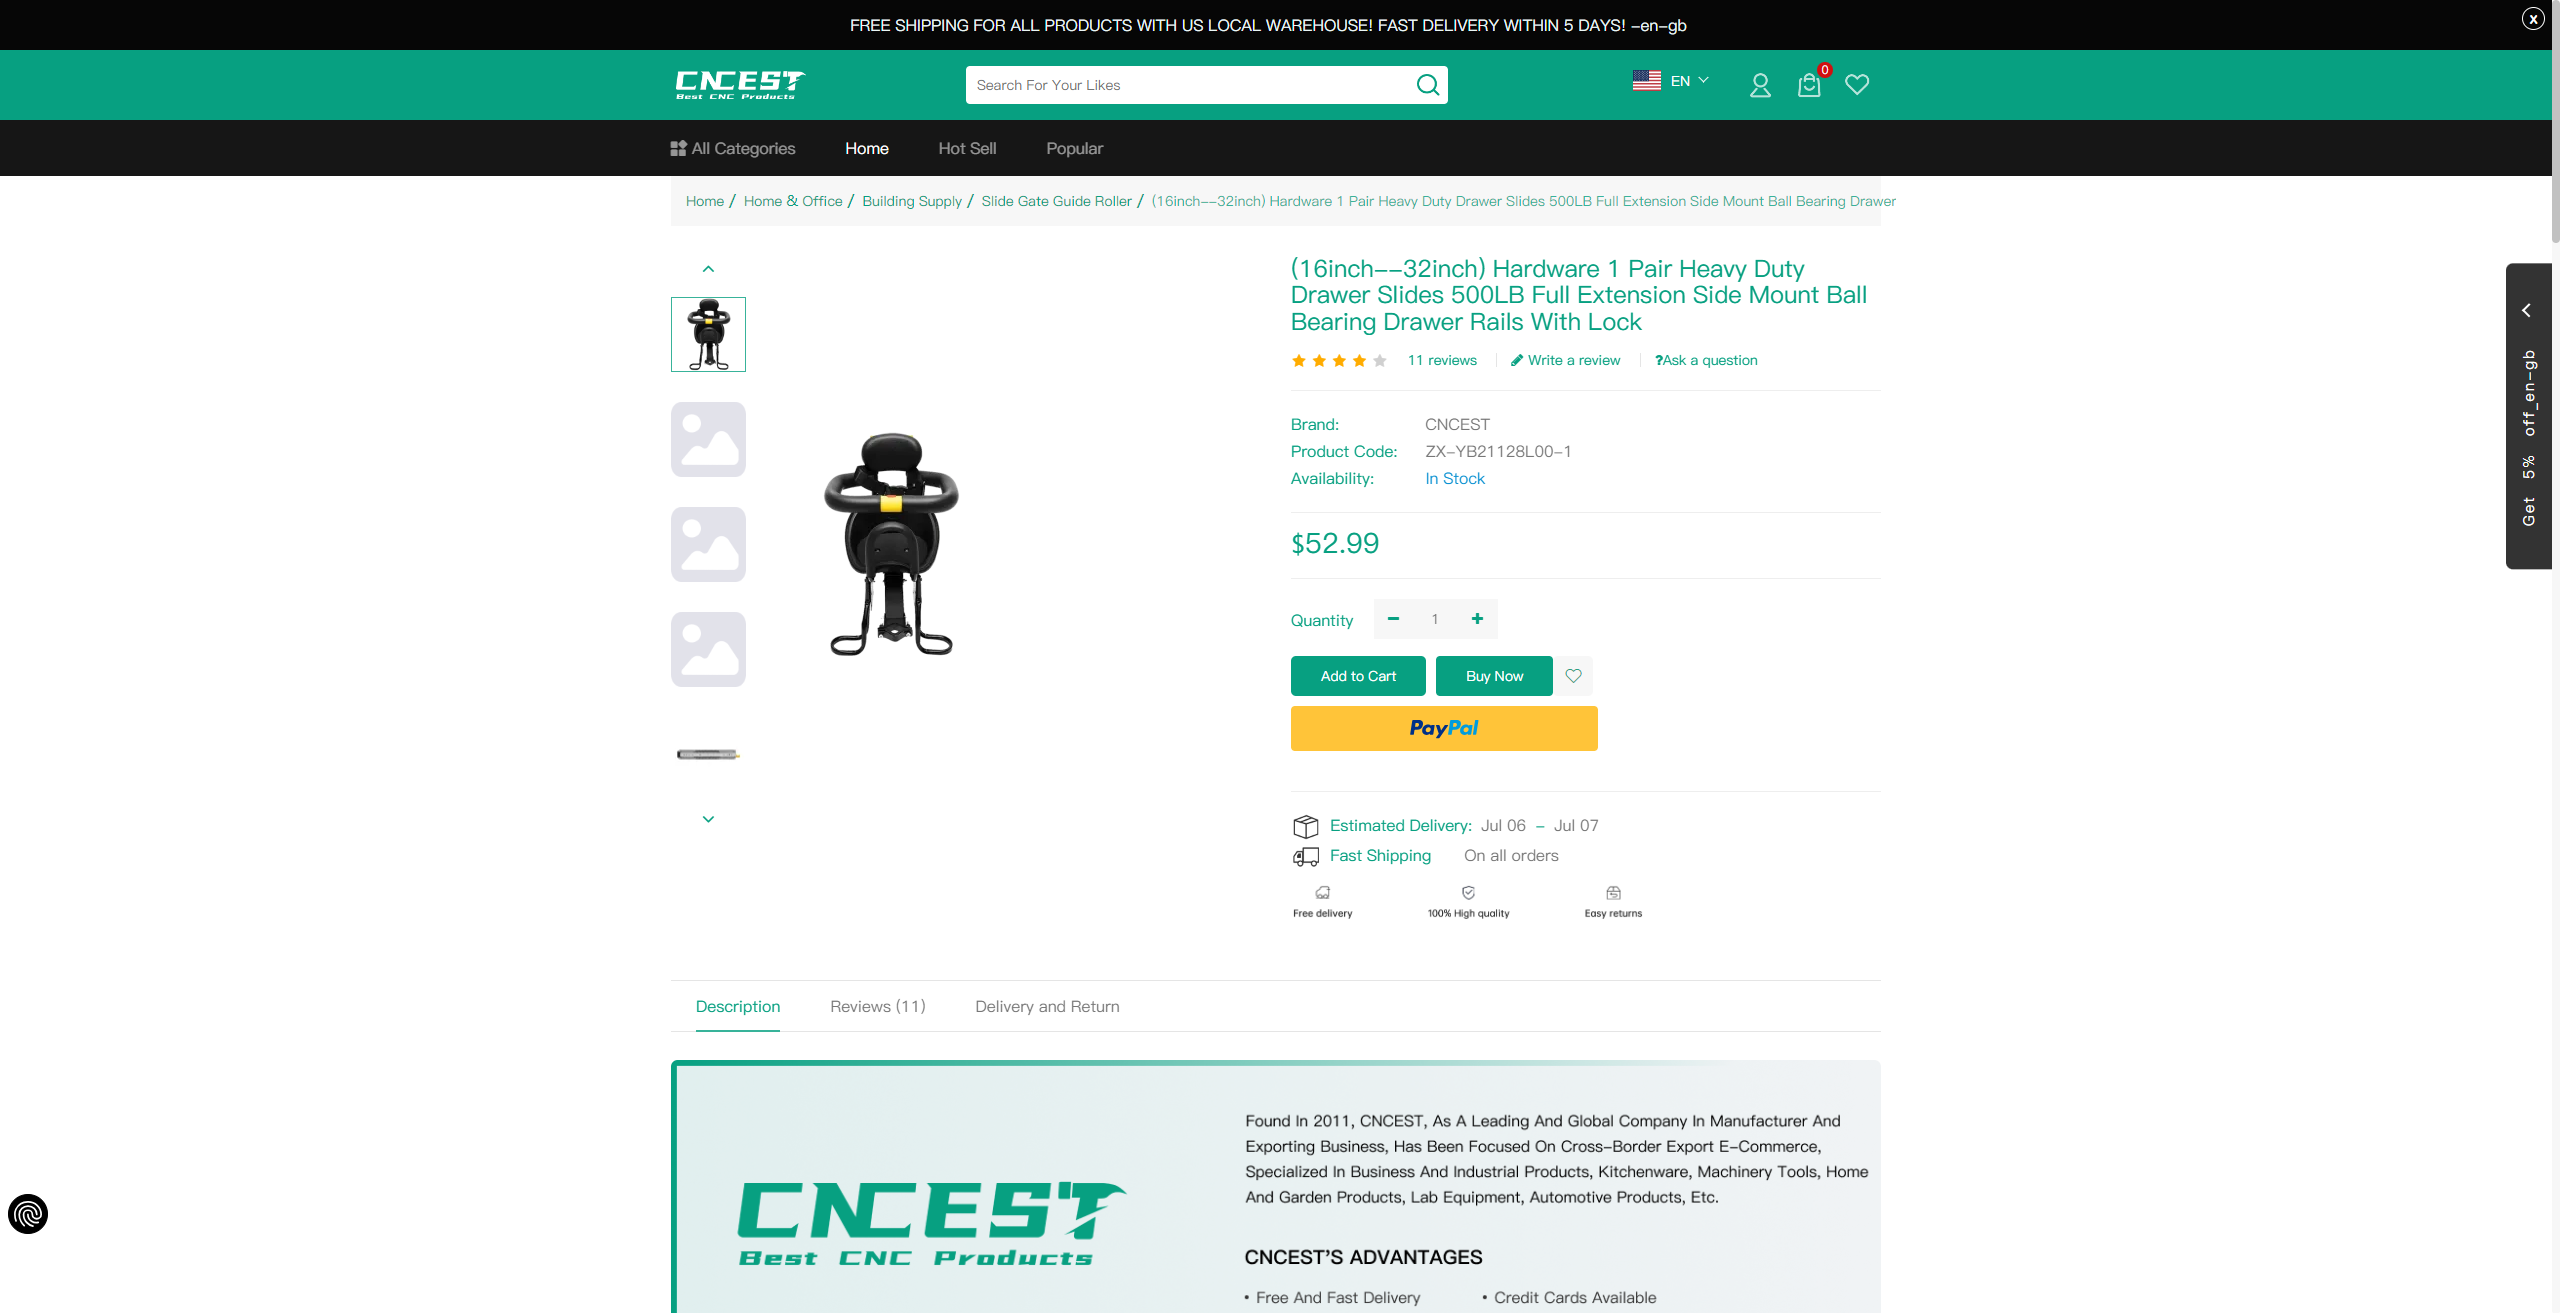 FREE SHIPPING FOR ALL PRODUCTS WITH US LOCAL WAREHOUSE! FAST DELIVERY WITHIN 5 DAYS! -en-gb
x
CNCEST
Best CNC Products
Search For Your Likes
EN
0
All Categories
Home
Hot Sell
Popular
Home / Home & Office / Building Supply / Slide Gate Guide Roller / (16inch--32inch) Hardware 1 Pair Heavy Duty Drawer Slides 500LB Full Extension Side Mount Ball Bearing Drawer
(16inch--32inch) Hardware 1 Pair Heavy Duty
Drawer Slides 500LB Full Extension Side Mount Ball
Bearing Drawer Rails With Lock
11 reviews
Write a review
?Ask a question
Brand: CNCEST
Product Code: ZX-YB21128L00-1
Availability: In Stock
$52.99
Quantity - 1 +
Add to Cart
Buy Now
PayPal
Estimated Delivery: Jul 06 - Jul 07
Fast Shipping On all orders
Free delivery
100% High quality
Easy returns
Get 5% off_en-gb
Description
Reviews (11)
Delivery and Return
CNCEST
Best CNC Products
Found In 2011, CNCEST, As A Leading And Global Company In Manufacturer And
Exporting Business, Has Been Focused On Cross-Border Export E-Commerce,
Specialized In Business And Industrial Products, Kitchenware, Machinery Tools, Home
And Garden Products, Lab Equipment, Automotive Products, Etc.
CNCEST'S ADVANTAGES
• Free And Fast Delivery
• Credit Cards Available